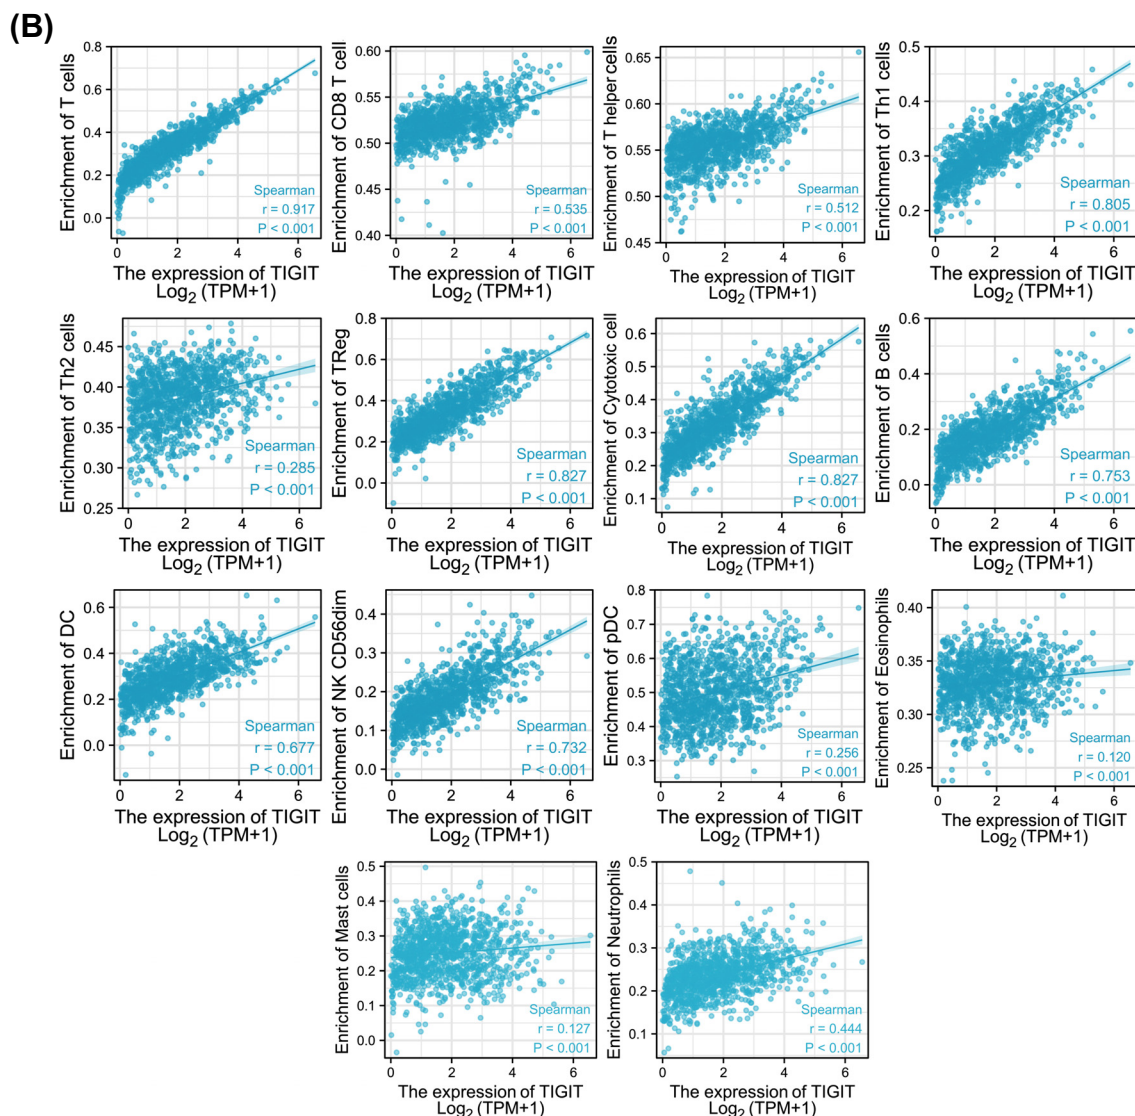 (B)
Enrichment of T cells
0.8
0.6
0.4
0.2
0.0
Spearman
r = 0.917
P < 0.001
0 2 4 6
The expression of TIGIT
Log2 (TPM+1)
Enrichment of CD8 T cell
0.60
0.55
0.50
0.45
0.40
Spearman
r = 0.535
P < 0.001
0 2 4 6
The expression of TIGIT
Log2 (TPM+1)
Enrichment of T helper cells
0.65
0.60
0.55
0.50
0.45
Spearman
r = 0.512
P < 0.001
0 2 4 6
The expression of TIGIT
Log2 (TPM+1)
Enrichment of Th1 cells
0.5
0.4
0.3
0.2
Spearman
r = 0.805
P < 0.001
0 2 4 6
The expression of TIGIT
Log2 (TPM+1)
Enrichment of Th2 cells
0.45
0.40
0.35
0.30
0.25
Spearman
r = 0.285
P < 0.001
0 2 4 6
The expression of TIGIT
Log2 (TPM+1)
Enrichment of TReg
0.8
0.6
0.4
0.2
0.0
Spearman
r = 0.827
P < 0.001
0 2 4 6
The expression of TIGIT
Log2 (TPM+1)
Enrichment of Cytotoxic cell
0.6
0.5
0.4
0.3
0.2
0.1
Spearman
r = 0.827
P < 0.001
0 2 4 6
The expression of TIGIT
Log2 (TPM+1)
Enrichment of B cells
0.6
0.4
0.2
0.0
Spearman
r = 0.753
P < 0.001
0 2 4 6
The expression of TIGIT
Log2 (TPM+1)
Enrichment of DC
0.6
0.4
0.2
0.0
Spearman
r = 0.677
P < 0.001
0 2 4 6
The expression of TIGIT
Log2 (TPM+1)
Enrichment of NK CD56dim
0.4
0.3
0.2
0.1
0.0
Spearman
r = 0.732
P < 0.001
0 2 4 6
The expression of TIGIT
Log2 (TPM+1)
Enrichment of pDC
0.8
0.7
0.6
0.5
0.4
0.3
Spearman
r = 0.256
P < 0.001
0 2 4 6
The expression of TIGIT
Log2 (TPM+1)
Enrichment of Eosinophils
0.40
0.35
0.30
0.25
Spearman
r = 0.120
P < 0.001
0 2 4 6
The expression of TIGIT
Log2 (TPM+1)
Enrichment of Mast cells
0.5
0.4
0.3
0.2
0.1
0.0
Spearman
r = 0.127
P < 0.001
0 2 4 6
The expression of TIGIT
Log2 (TPM+1)
Enrichment of Neutrophils
0.5
0.4
0.3
0.2
0.1
Spearman
r = 0.444
P < 0.001
0 2 4 6
The expression of TIGIT
Log2 (TPM+1)